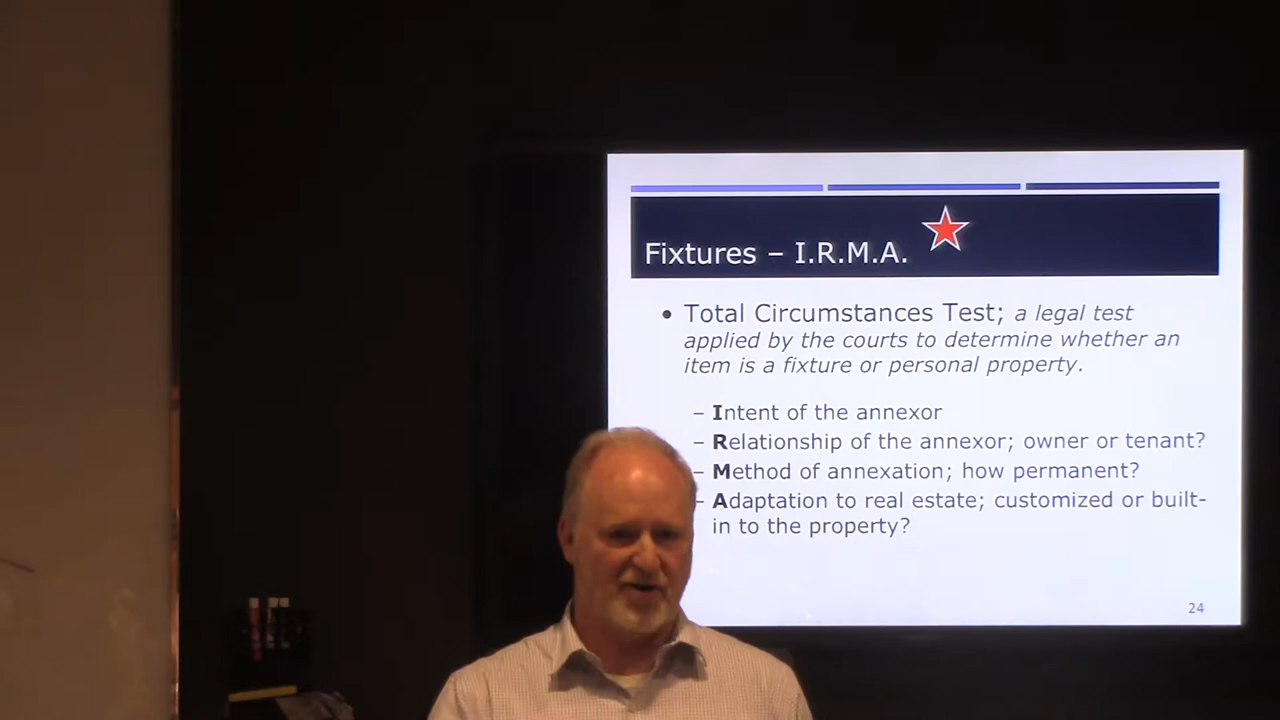 Fixtures – I.R.M.A.
• Total Circumstances Test; a legal test
applied by the courts to determine whether an
item is a fixture or personal property.
– Intent of the annexor
– Relationship of the annexor; owner or tenant?
– Method of annexation; how permanent?
– Adaptation to real estate; customized or built-
in to the property?
24